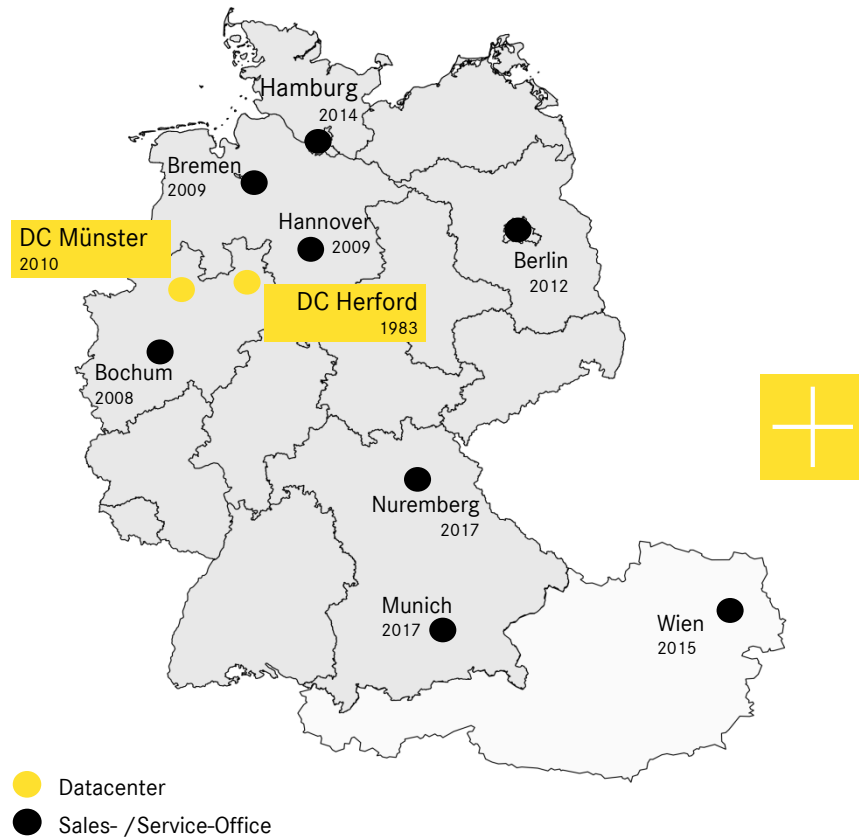 Hamburg
2014
Bremen
2009
Hannover
2009
DC Münster
2010
Berlin
2012
DC Herford
1983
Bochum
2008
Nuremberg
2017
Munich
2017
Wien
2015
Datacenter
Sales- /Service-Office